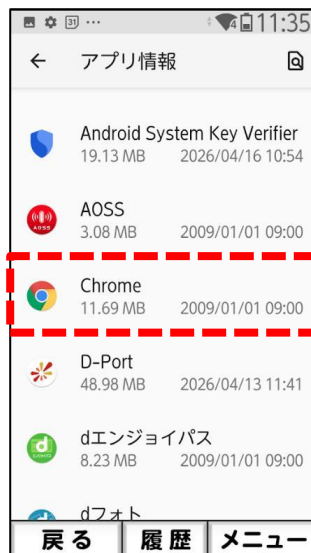 31 … 4 11:35
← アプリ情報
Android System Key Verifier
19.13 MB 2026/04/16 10:54
AOSS
AOSS
3.08 MB 2009/01/01 09:00
Chrome
11.69 MB 2009/01/01 09:00
D-Port
48.98 MB 2026/04/13 11:41
d
dエンジョイパス
8.23 MB 2009/01/01 09:00
dフォト
戻る 履歴 メニュー